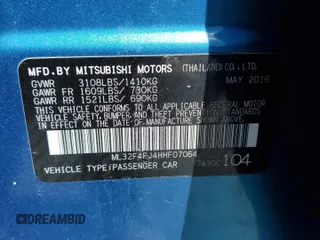 MFD.BY MITSUBISHI MOTORS (THAILAND)CO.,LTD.
GVWR 3108LBS/1410KG MAY 2016
GAWR FR 1609LBS/ 730KG
GAWR RR 1521LBS/ 690KG
THIS VEHICLE CONFORMS TO ALL APPLICABLE FEDERAL MOTOR
VEHICLE SAFETY, BUMPER AND THEFT PREVENTION STANDARDS
IN EFFECT ON THE DATE OF MANUFACTURE SHOWN ABOVE.
ML32F4FJ4HHF07064
VEHICLE TYPE:PASSENGER CAR 7430C 104
DREAMBID